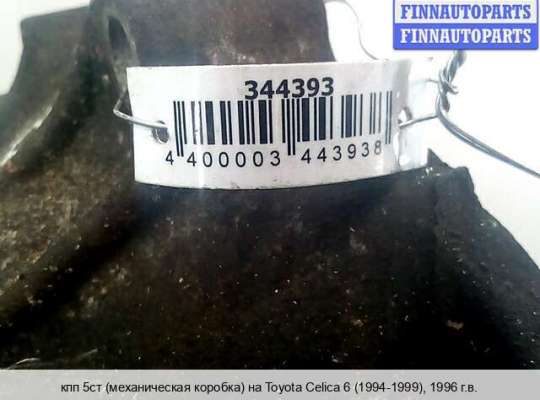 FINNAUTOPARTS
FINNAUTOPARTS
344393
4 400003 443938
кпп 5ст (механическая коробка) на Toyota Celica 6 (1994-1999), 1996 г.в.